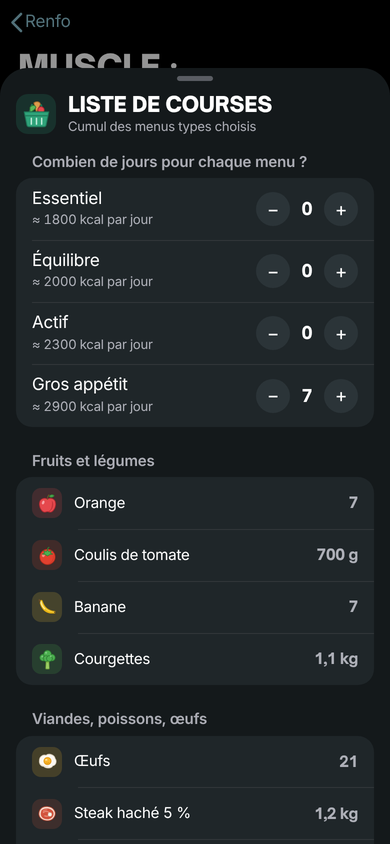 Renfo
MUSCLE :
LISTE DE COURSES
Cumul des menus types choisis
Combien de jours pour chaque menu ?
Essentiel
≈ 1800 kcal par jour
− 0 +
Équilibre
≈ 2000 kcal par jour
− 0 +
Actif
≈ 2300 kcal par jour
− 0 +
Gros appétit
≈ 2900 kcal par jour
− 7 +
Fruits et légumes
Orange 7
Coulis de tomate 700 g
Banane 7
Courgettes 1,1 kg
Viandes, poissons, œufs
Œufs 21
Steak haché 5 % 1,2 kg